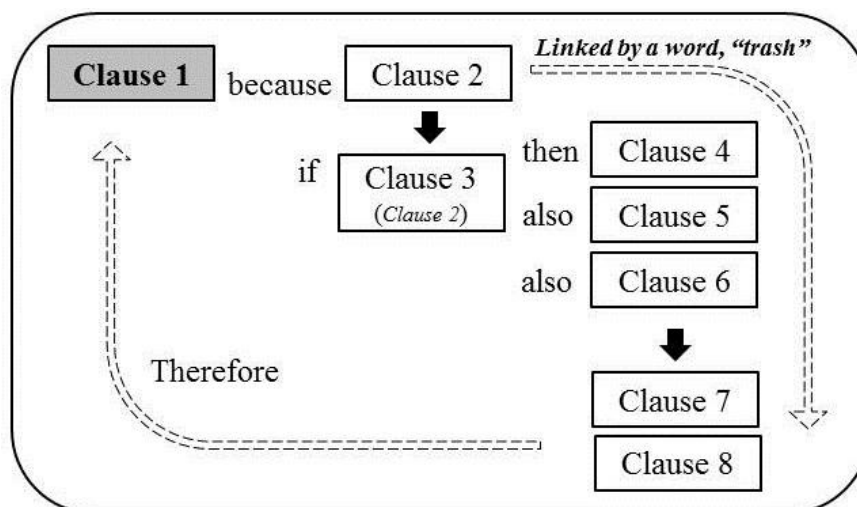 Linked by a word, “trash”
Clause 1 because Clause 2
if Clause 3 then Clause 4
(Clause 2) also Clause 5
also Clause 6
Therefore Clause 7
Clause 8